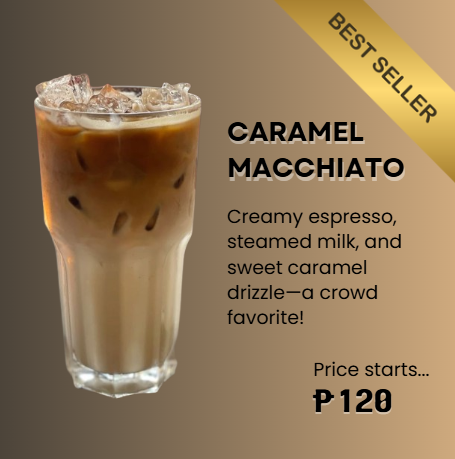 BEST SELLER
CARAMEL
MACCHIATO
Creamy espresso,
steamed milk, and
sweet caramel
drizzle—a crowd
favorite!
Price starts...
₱120